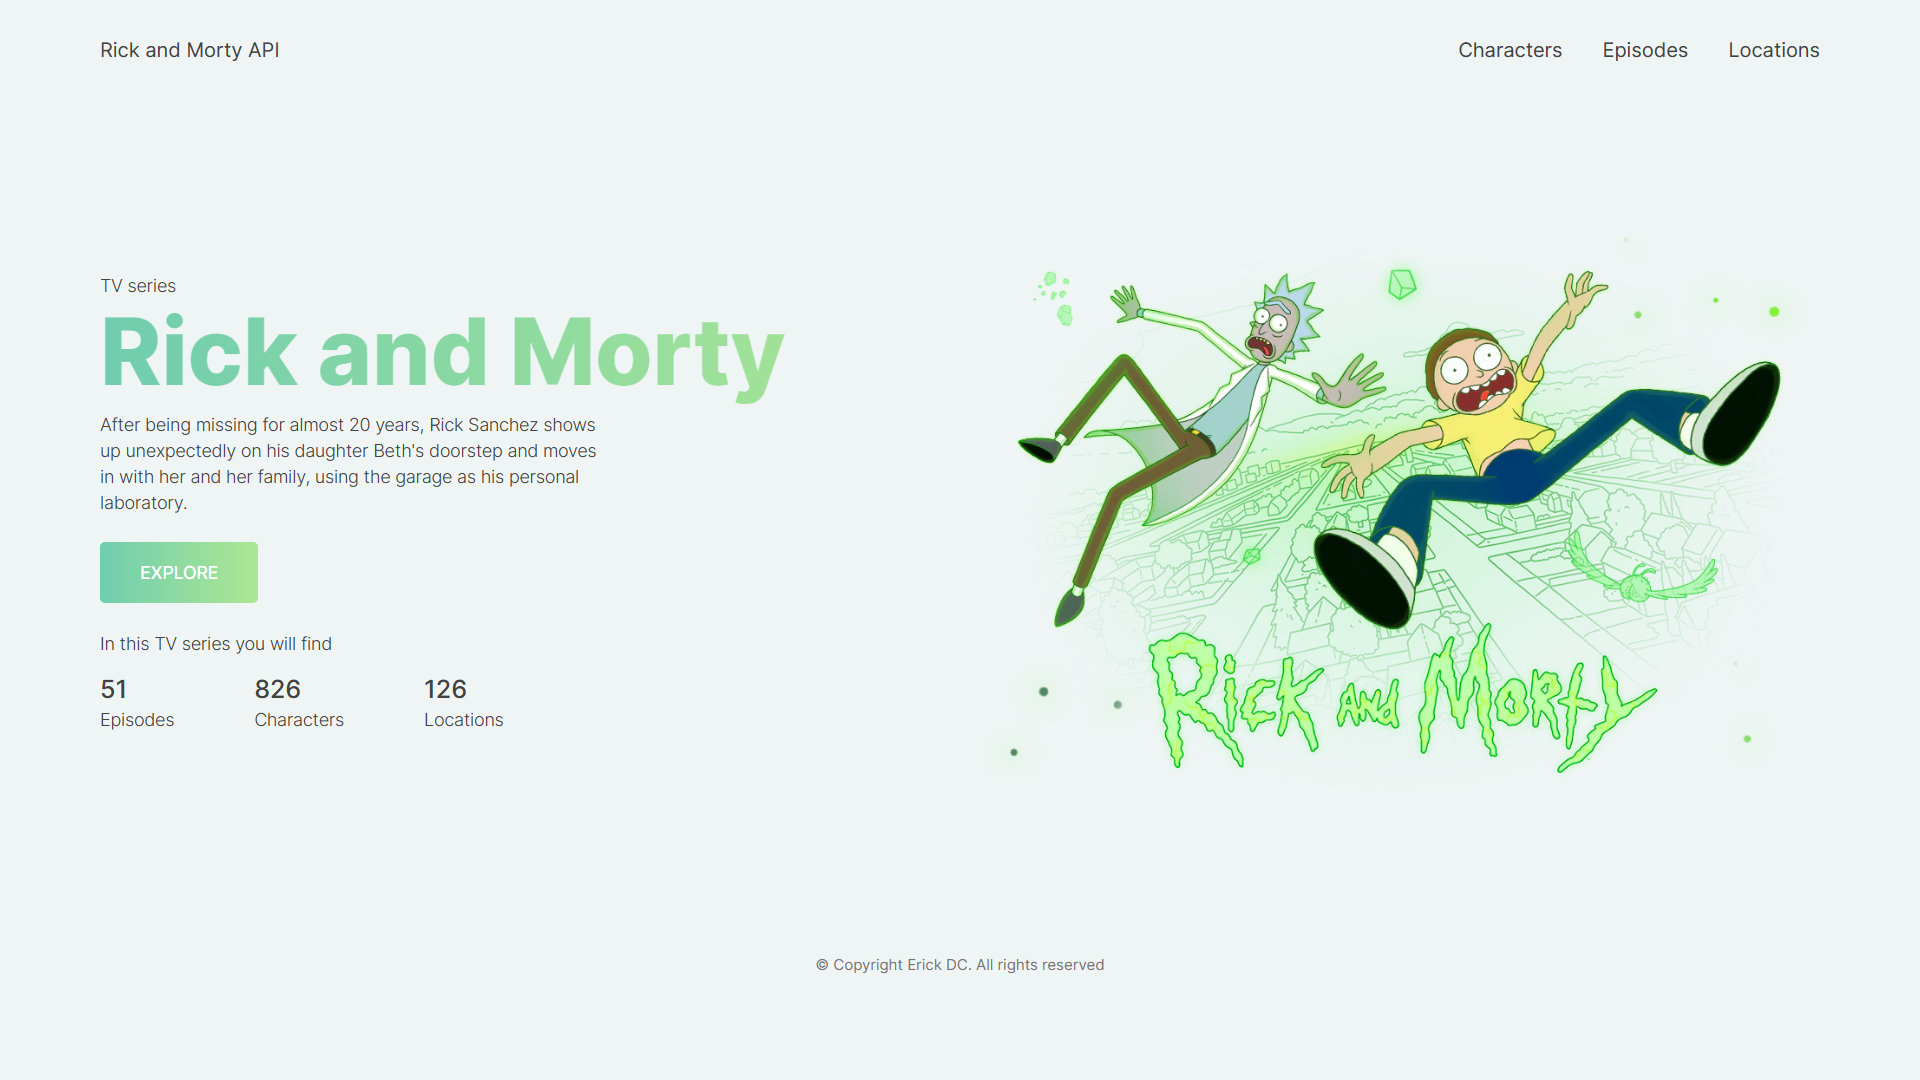 Rick and Morty API
Characters
Episodes
Locations
TV series
Rick and Morty
After being missing for almost 20 years, Rick Sanchez shows
up unexpectedly on his daughter Beth's doorstep and moves
in with her and her family, using the garage as his personal
laboratory.
EXPLORE
In this TV series you will find
51
Episodes
826
Characters
126
Locations
Rick and Morty
© Copyright Erick DC. All rights reserved